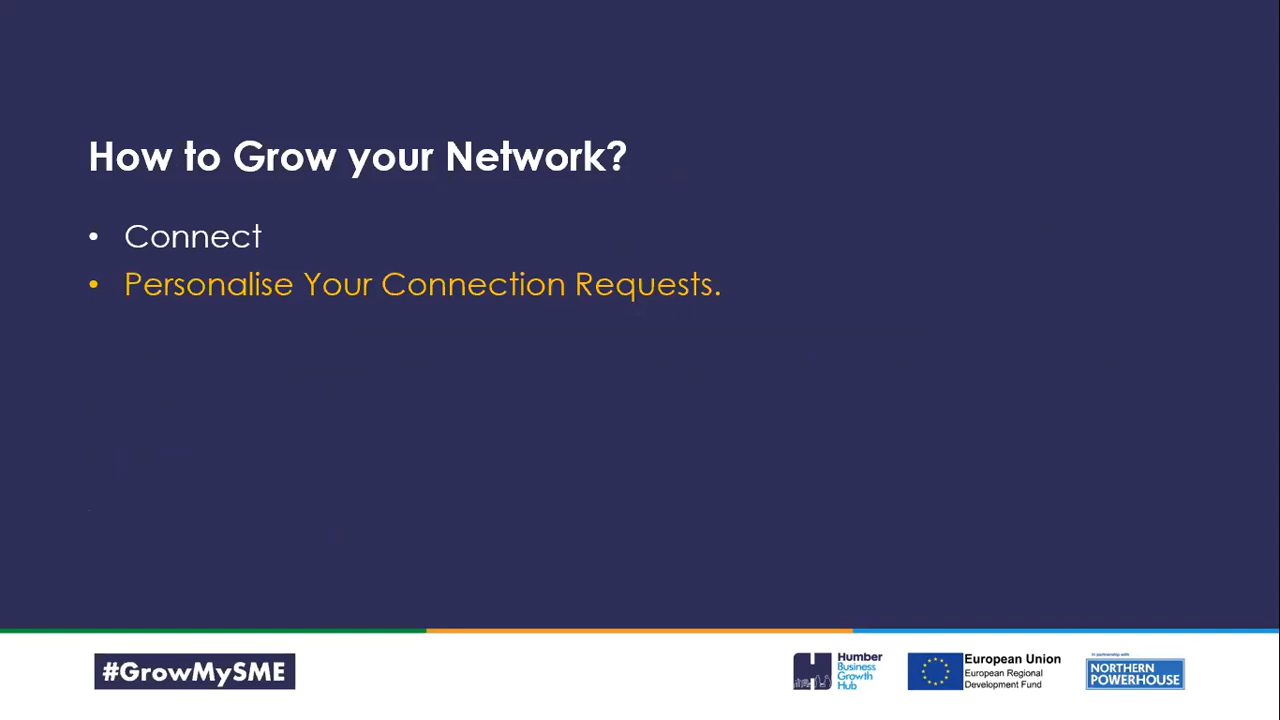 How to Grow your Network?
• Connect
• Personalise Your Connection Requests.
#GrowMySME
Humber
Business
Growth
Hub
European Union
European Regional
Development Fund
In partnership with
NORTHERN
POWERHOUSE